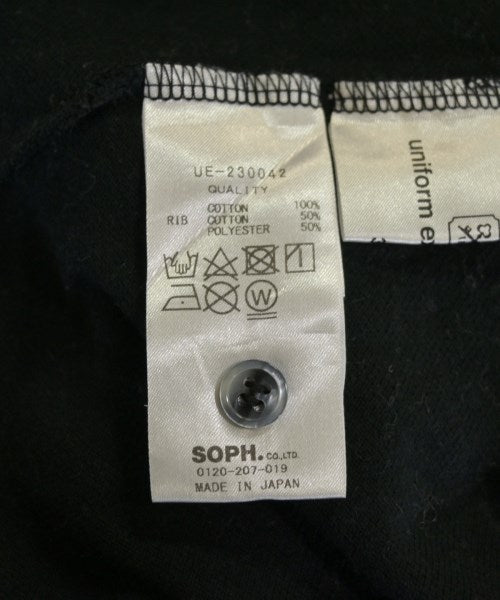 UE-230042
QUALITY
COTTON 100%
RIB COTTON 50%
POLYESTER 50%
W
SOPH. CO.,LTD.
0120-207-019
MADE IN JAPAN
uniform e